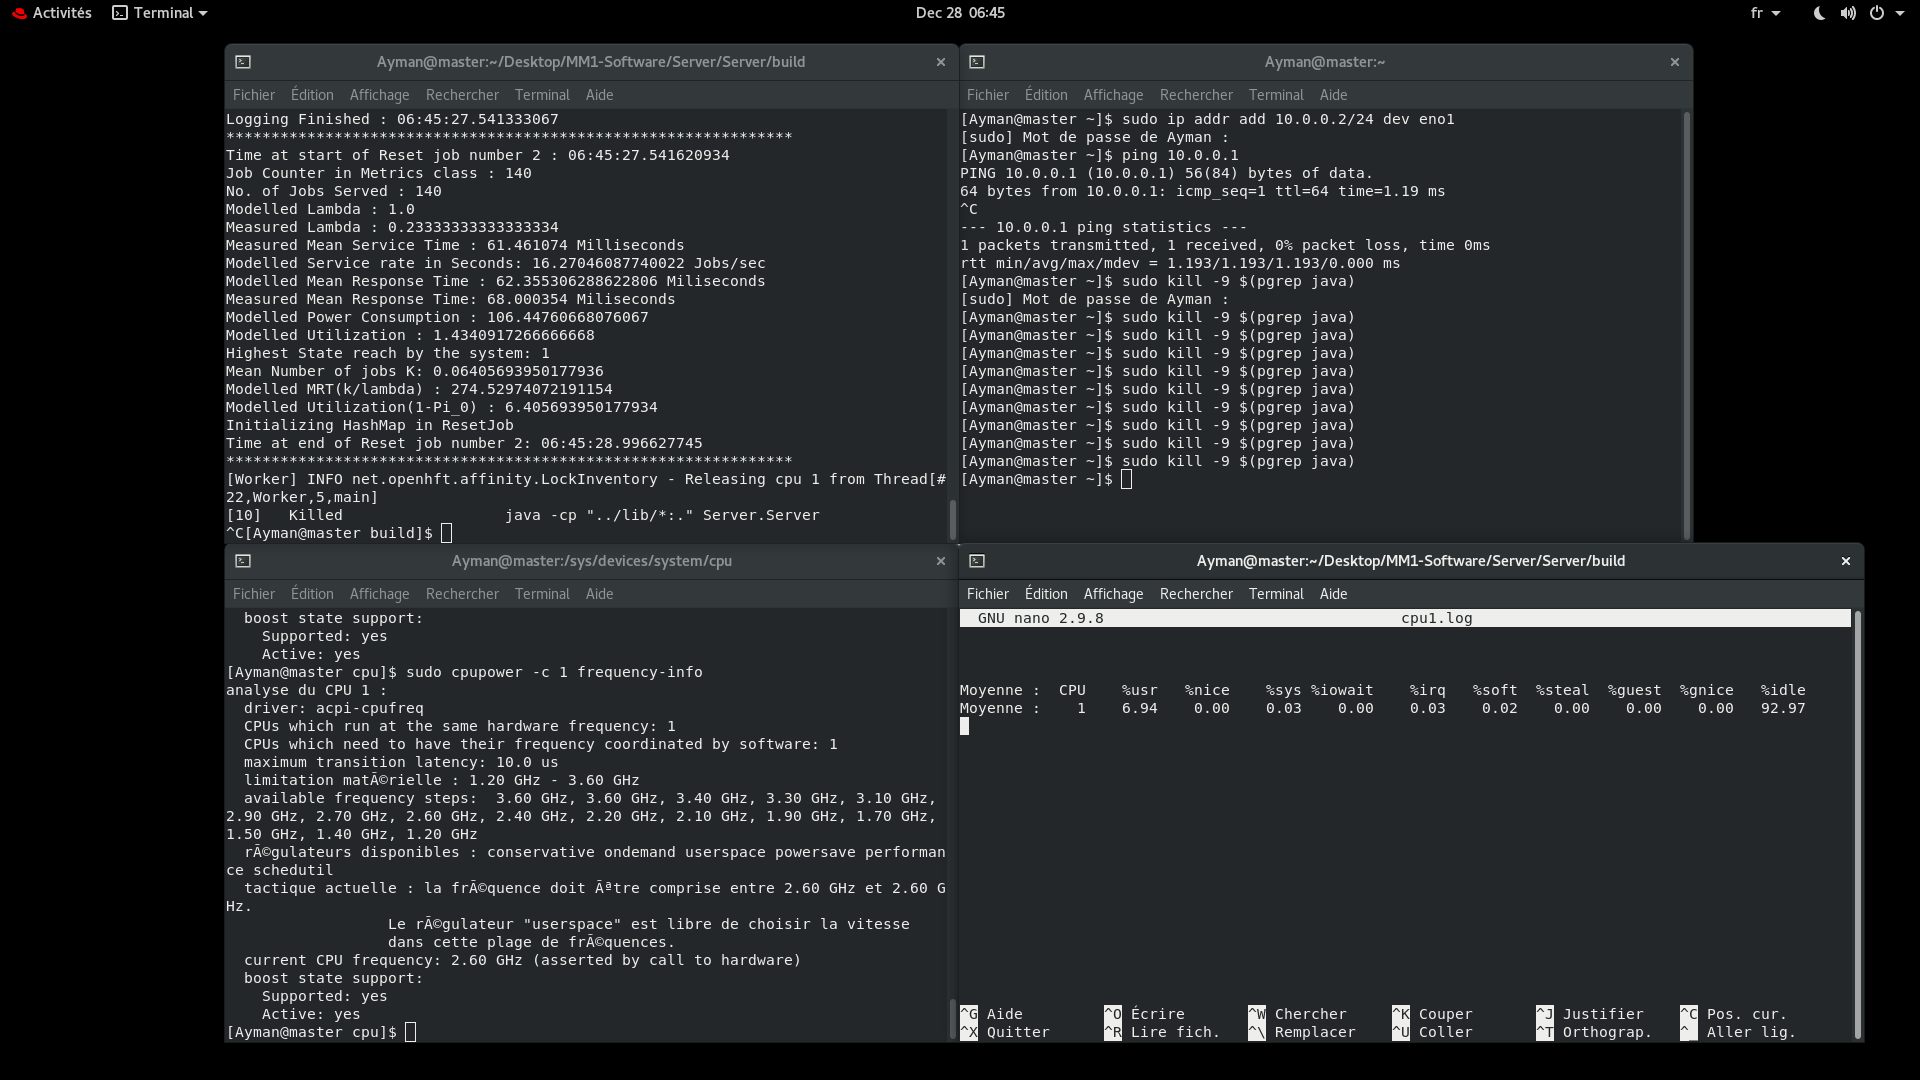 Activités Terminal Dec 28 06:45 fr
Ayman@master:~/Desktop/MM1-Software/Server/Server/build
Fichier Édition Affichage Rechercher Terminal Aide
Logging Finished : 06:45:27.541333067
***************************************************************
Time at start of Reset job number 2 : 06:45:27.541620934
Job Counter in Metrics class : 140
No. of Jobs Served : 140
Modelled Lambda : 1.0
Measured Lambda : 0.23333333333333334
Measured Mean Service Time : 61.461074 Milliseconds
Modelled Service rate in Seconds: 16.27046087740022 Jobs/sec
Modelled Mean Response Time : 62.355306288622806 Miliseconds
Measured Mean Response Time: 68.000354 Miliseconds
Modelled Power Consumption : 106.44760668076067
Modelled Utilization : 1.4340917266666668
Highest State reach by the system: 1
Mean Number of jobs K: 0.06405693950177936
Modelled MRT(k/lambda) : 274.52974072191154
Modelled Utilization(1-Pi_0) : 6.405693950177934
Initializing HashMap in ResetJob
Time at end of Reset job number 2: 06:45:28.996627745
***************************************************************
[Worker] INFO net.openhft.affinity.LockInventory - Releasing cpu 1 from Thread[#
22,Worker,5,main]
[10]   Killed                  java -cp "../lib/*:." Server.Server
^C[Ayman@master build]$
Ayman@master:~
Fichier Édition Affichage Rechercher Terminal Aide
[Ayman@master ~]$ sudo ip addr add 10.0.0.2/24 dev eno1
[sudo] Mot de passe de Ayman :
[Ayman@master ~]$ ping 10.0.0.1
PING 10.0.0.1 (10.0.0.1) 56(84) bytes of data.
64 bytes from 10.0.0.1: icmp_seq=1 ttl=64 time=1.19 ms
^C
--- 10.0.0.1 ping statistics ---
1 packets transmitted, 1 received, 0% packet loss, time 0ms
rtt min/avg/max/mdev = 1.193/1.193/1.193/0.000 ms
[Ayman@master ~]$ sudo kill -9 $(pgrep java)
[sudo] Mot de passe de Ayman :
[Ayman@master ~]$ sudo kill -9 $(pgrep java)
[Ayman@master ~]$ sudo kill -9 $(pgrep java)
[Ayman@master ~]$ sudo kill -9 $(pgrep java)
[Ayman@master ~]$ sudo kill -9 $(pgrep java)
[Ayman@master ~]$ sudo kill -9 $(pgrep java)
[Ayman@master ~]$ sudo kill -9 $(pgrep java)
[Ayman@master ~]$ sudo kill -9 $(pgrep java)
[Ayman@master ~]$ sudo kill -9 $(pgrep java)
[Ayman@master ~]$ sudo kill -9 $(pgrep java)
[Ayman@master ~]$
Ayman@master:/sys/devices/system/cpu
Fichier Édition Affichage Rechercher Terminal Aide
boost state support:
Supported: yes
Active: yes
[Ayman@master cpu]$ sudo cpupower -c 1 frequency-info
analyse du CPU 1 :
driver: acpi-cpufreq
CPUs which run at the same hardware frequency: 1
CPUs which need to have their frequency coordinated by software: 1
maximum transition latency: 10.0 us
limitation matÃ©rielle : 1.20 GHz - 3.60 GHz
available frequency steps:  3.60 GHz, 3.60 GHz, 3.40 GHz, 3.30 GHz, 3.10 GHz,
2.90 GHz, 2.70 GHz, 2.60 GHz, 2.40 GHz, 2.20 GHz, 2.10 GHz, 1.90 GHz, 1.70 GHz,
1.50 GHz, 1.40 GHz, 1.20 GHz
rÃ©gulateurs disponibles : conservative ondemand userspace powersave performan
ce schedutil
tactique actuelle : la frÃ©quence doit Ãªtre comprise entre 2.60 GHz et 2.60 G
Hz.
Le rÃ©gulateur "userspace" est libre de choisir la vitesse
dans cette plage de frÃ©quences.
current CPU frequency: 2.60 GHz (asserted by call to hardware)
boost state support:
Supported: yes
Active: yes
[Ayman@master cpu]$
Ayman@master:~/Desktop/MM1-Software/Server/Server/build
Fichier Édition Affichage Rechercher Terminal Aide
GNU nano 2.9.8 cpu1.log
Moyenne :  CPU    %usr   %nice    %sys %iowait    %irq   %soft  %steal  %guest  %gnice   %idle
Moyenne :    1    6.94    0.00    0.03    0.00    0.03    0.02    0.00    0.00    0.00   92.97
^G Aide ^O Écrire ^W Chercher ^K Couper ^J Justifier ^C Pos. cur.
^X Quitter ^R Lire fich. ^\ Remplacer ^U Coller ^T Orthograp. ^_ Aller lig.